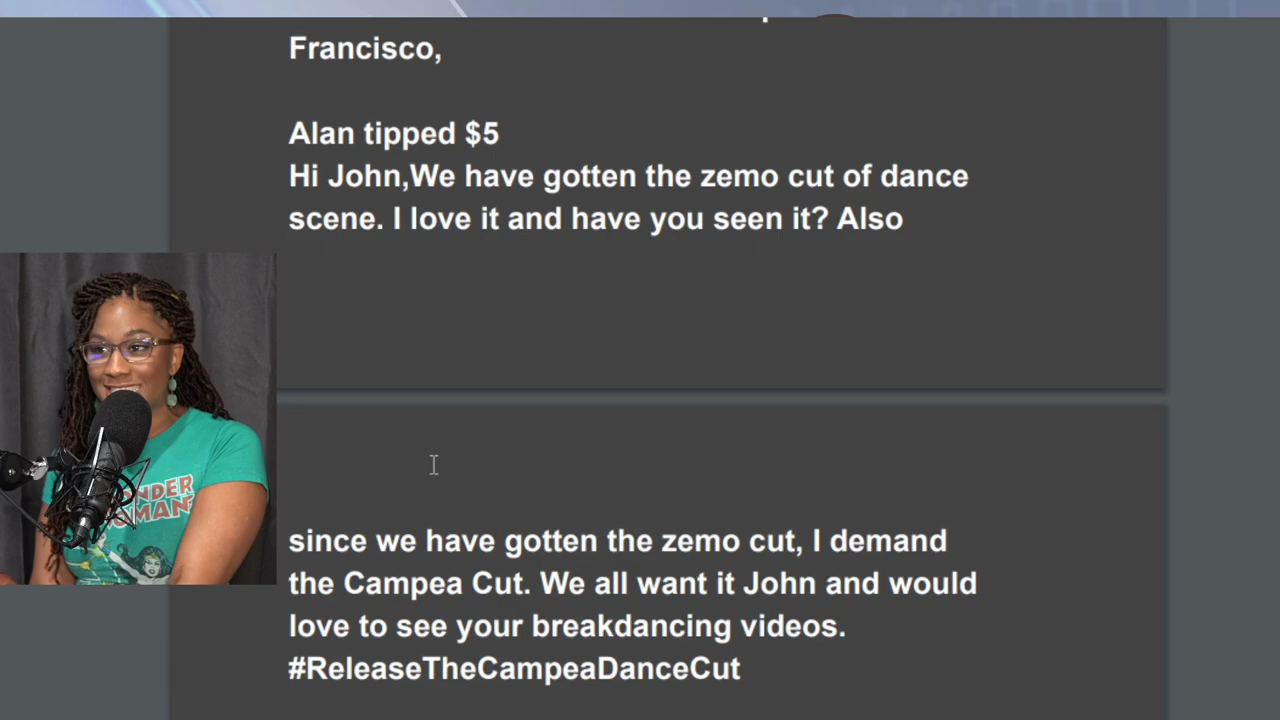 Francisco,
Alan tipped $5
Hi John,We have gotten the zemo cut of dance
scene. I love it and have you seen it? Also
since we have gotten the zemo cut, I demand
the Campea Cut. We all want it John and would
love to see your breakdancing videos.
#ReleaseTheCampeaDanceCut
WONDER
WOMAN